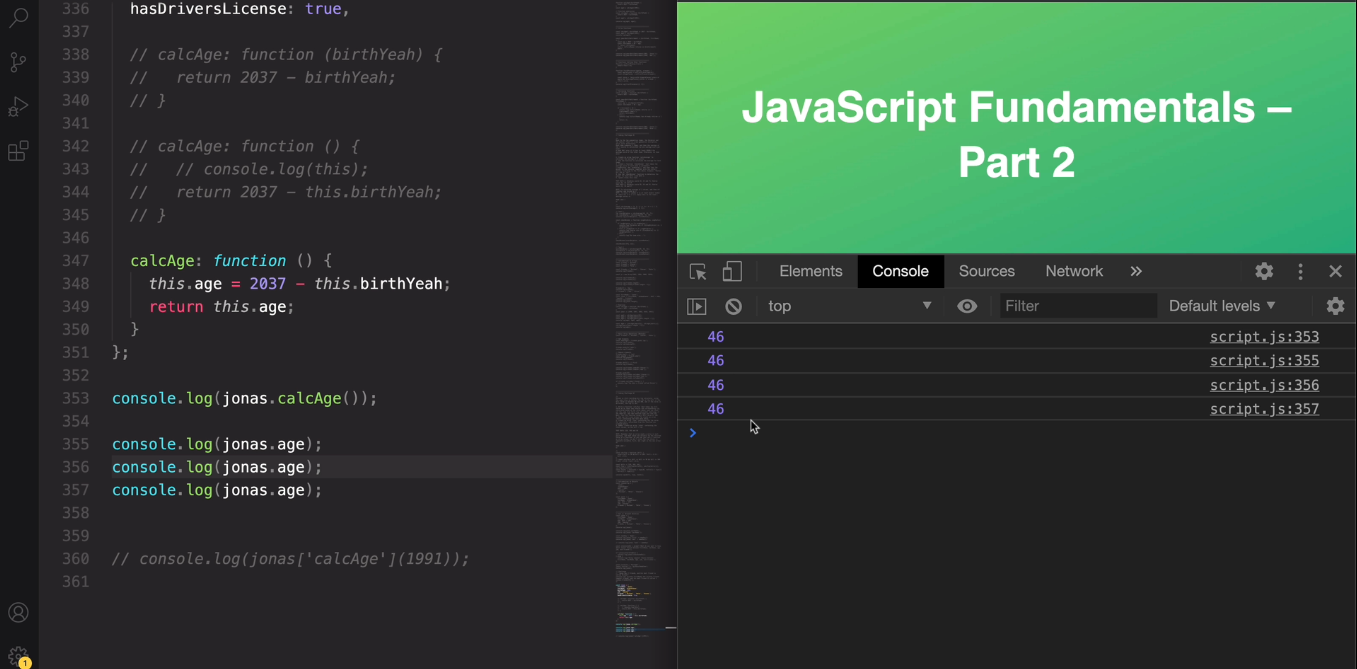 336 hasDriversLicense: true,
337
338 // calcAge: function (birthYeah) {
339 //   return 2037 - birthYeah;
340 // }
341
342 // calcAge: function () {
343 //   // console.log(this);
344 //   return 2037 - this.birthYeah;
345 // }
346
347 calcAge: function () {
348   this.age = 2037 - this.birthYeah;
349   return this.age;
350 }
351 };
352
353 console.log(jonas.calcAge());
354
355 console.log(jonas.age);
356 console.log(jonas.age);
357 console.log(jonas.age);
358
359
360 // console.log(jonas['calcAge'](1991));
361
1
JavaScript Fundamentals –
Part 2
Elements Console Sources Network »
top Filter Default levels
46 script.js:353
46 script.js:355
46 script.js:356
46 script.js:357